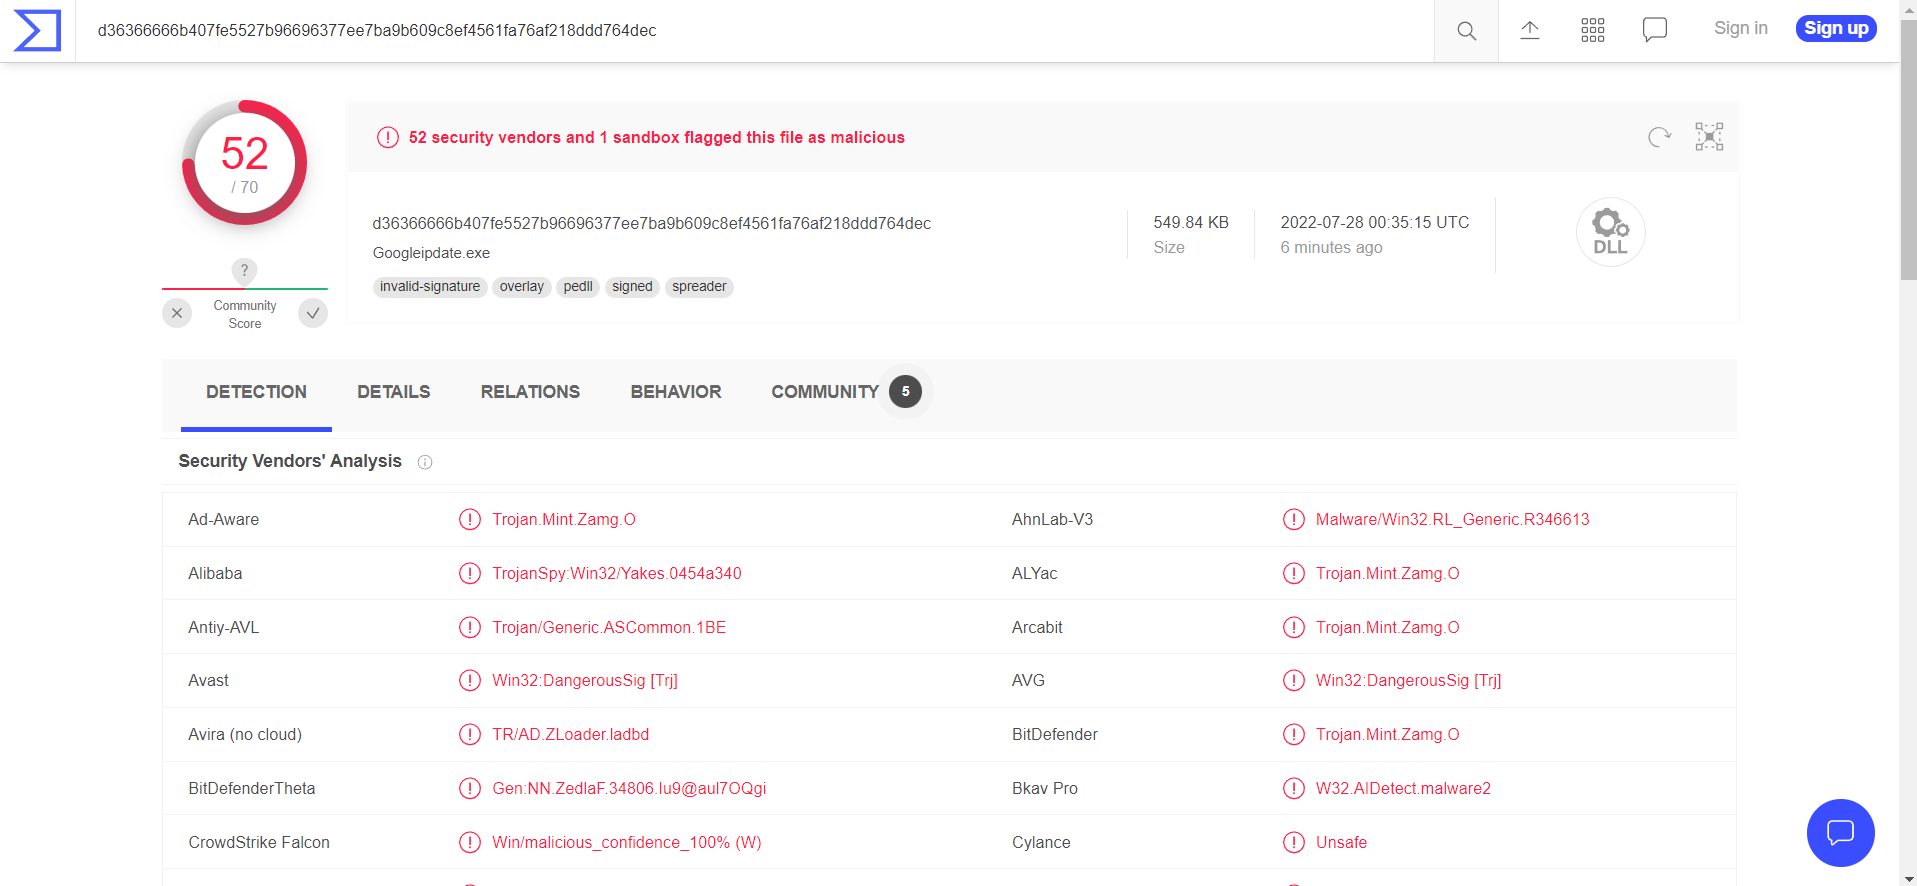 d36366666b407fe5527b96696377ee7ba9b609c8ef4561fa76af218ddd764dec
Sign in
Sign up
52
/ 70
52 security vendors and 1 sandbox flagged this file as malicious
d36366666b407fe5527b96696377ee7ba9b609c8ef4561fa76af218ddd764dec
Googleipdate.exe
invalid-signature overlay pedll signed spreader
549.84 KB
Size
2022-07-28 00:35:15 UTC
6 minutes ago
DLL
?
Community
Score
DETECTION DETAILS RELATIONS BEHAVIOR COMMUNITY 5
Security Vendors' Analysis
Ad-Aware Trojan.Mint.Zamg.O AhnLab-V3 Malware/Win32.RL_Generic.R346613
Alibaba TrojanSpy:Win32/Yakes.0454a340 ALYac Trojan.Mint.Zamg.O
Antiy-AVL Trojan/Generic.ASCommon.1BE Arcabit Trojan.Mint.Zamg.O
Avast Win32:DangerousSig [Trj] AVG Win32:DangerousSig [Trj]
Avira (no cloud) TR/AD.ZLoader.ladbd BitDefender Trojan.Mint.Zamg.O
BitDefenderTheta Gen:NN.ZedlaF.34806.Iu9@aul7OQgi Bkav Pro W32.AIDetect.malware2
CrowdStrike Falcon Win/malicious_confidence_100% (W) Cylance Unsafe